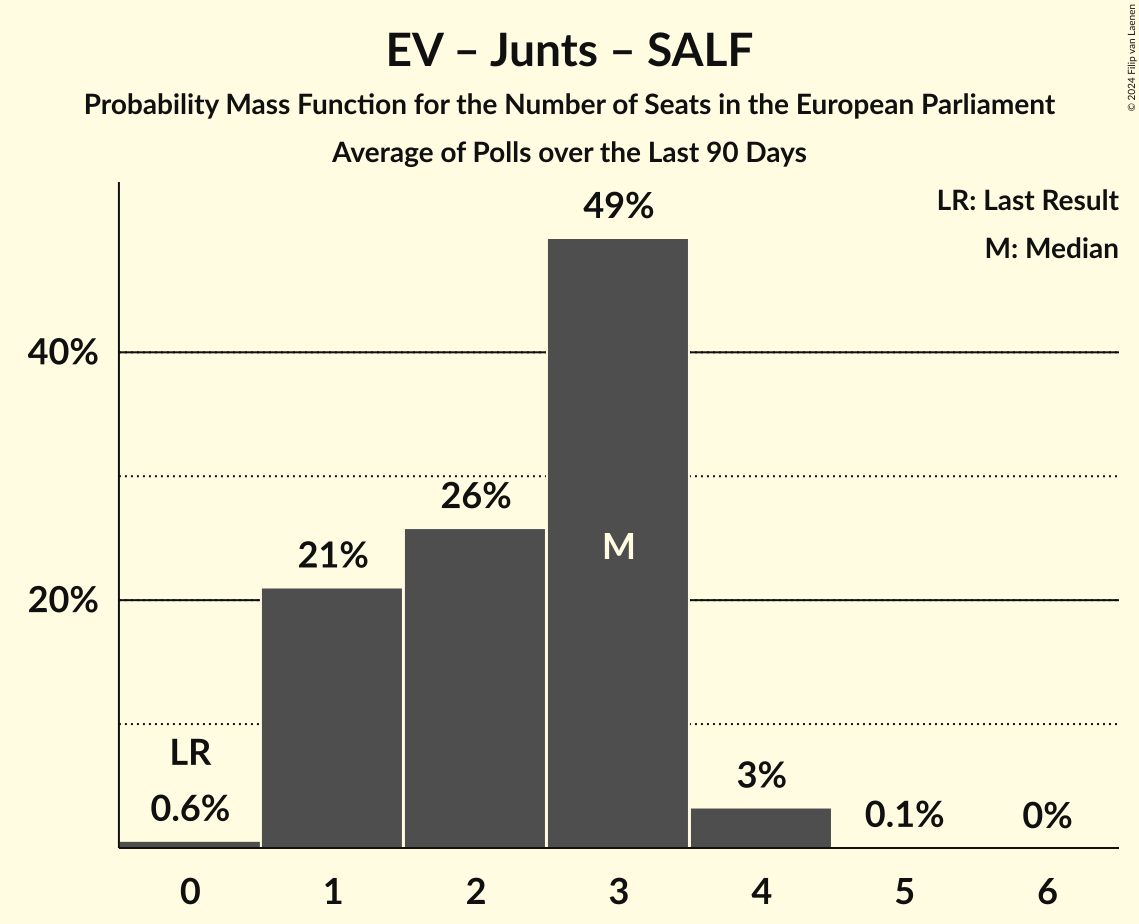 EV – Junts – SALF
Probability Mass Function for the Number of Seats in the European Parliament
Average of Polls over the Last 90 Days
© 2024 Filip van Laenen
LR: Last Result
M: Median
49%
40%
26%
21%
M
20%
LR
0.6%
3%
0.1%
0%
0 1 2 3 4 5 6